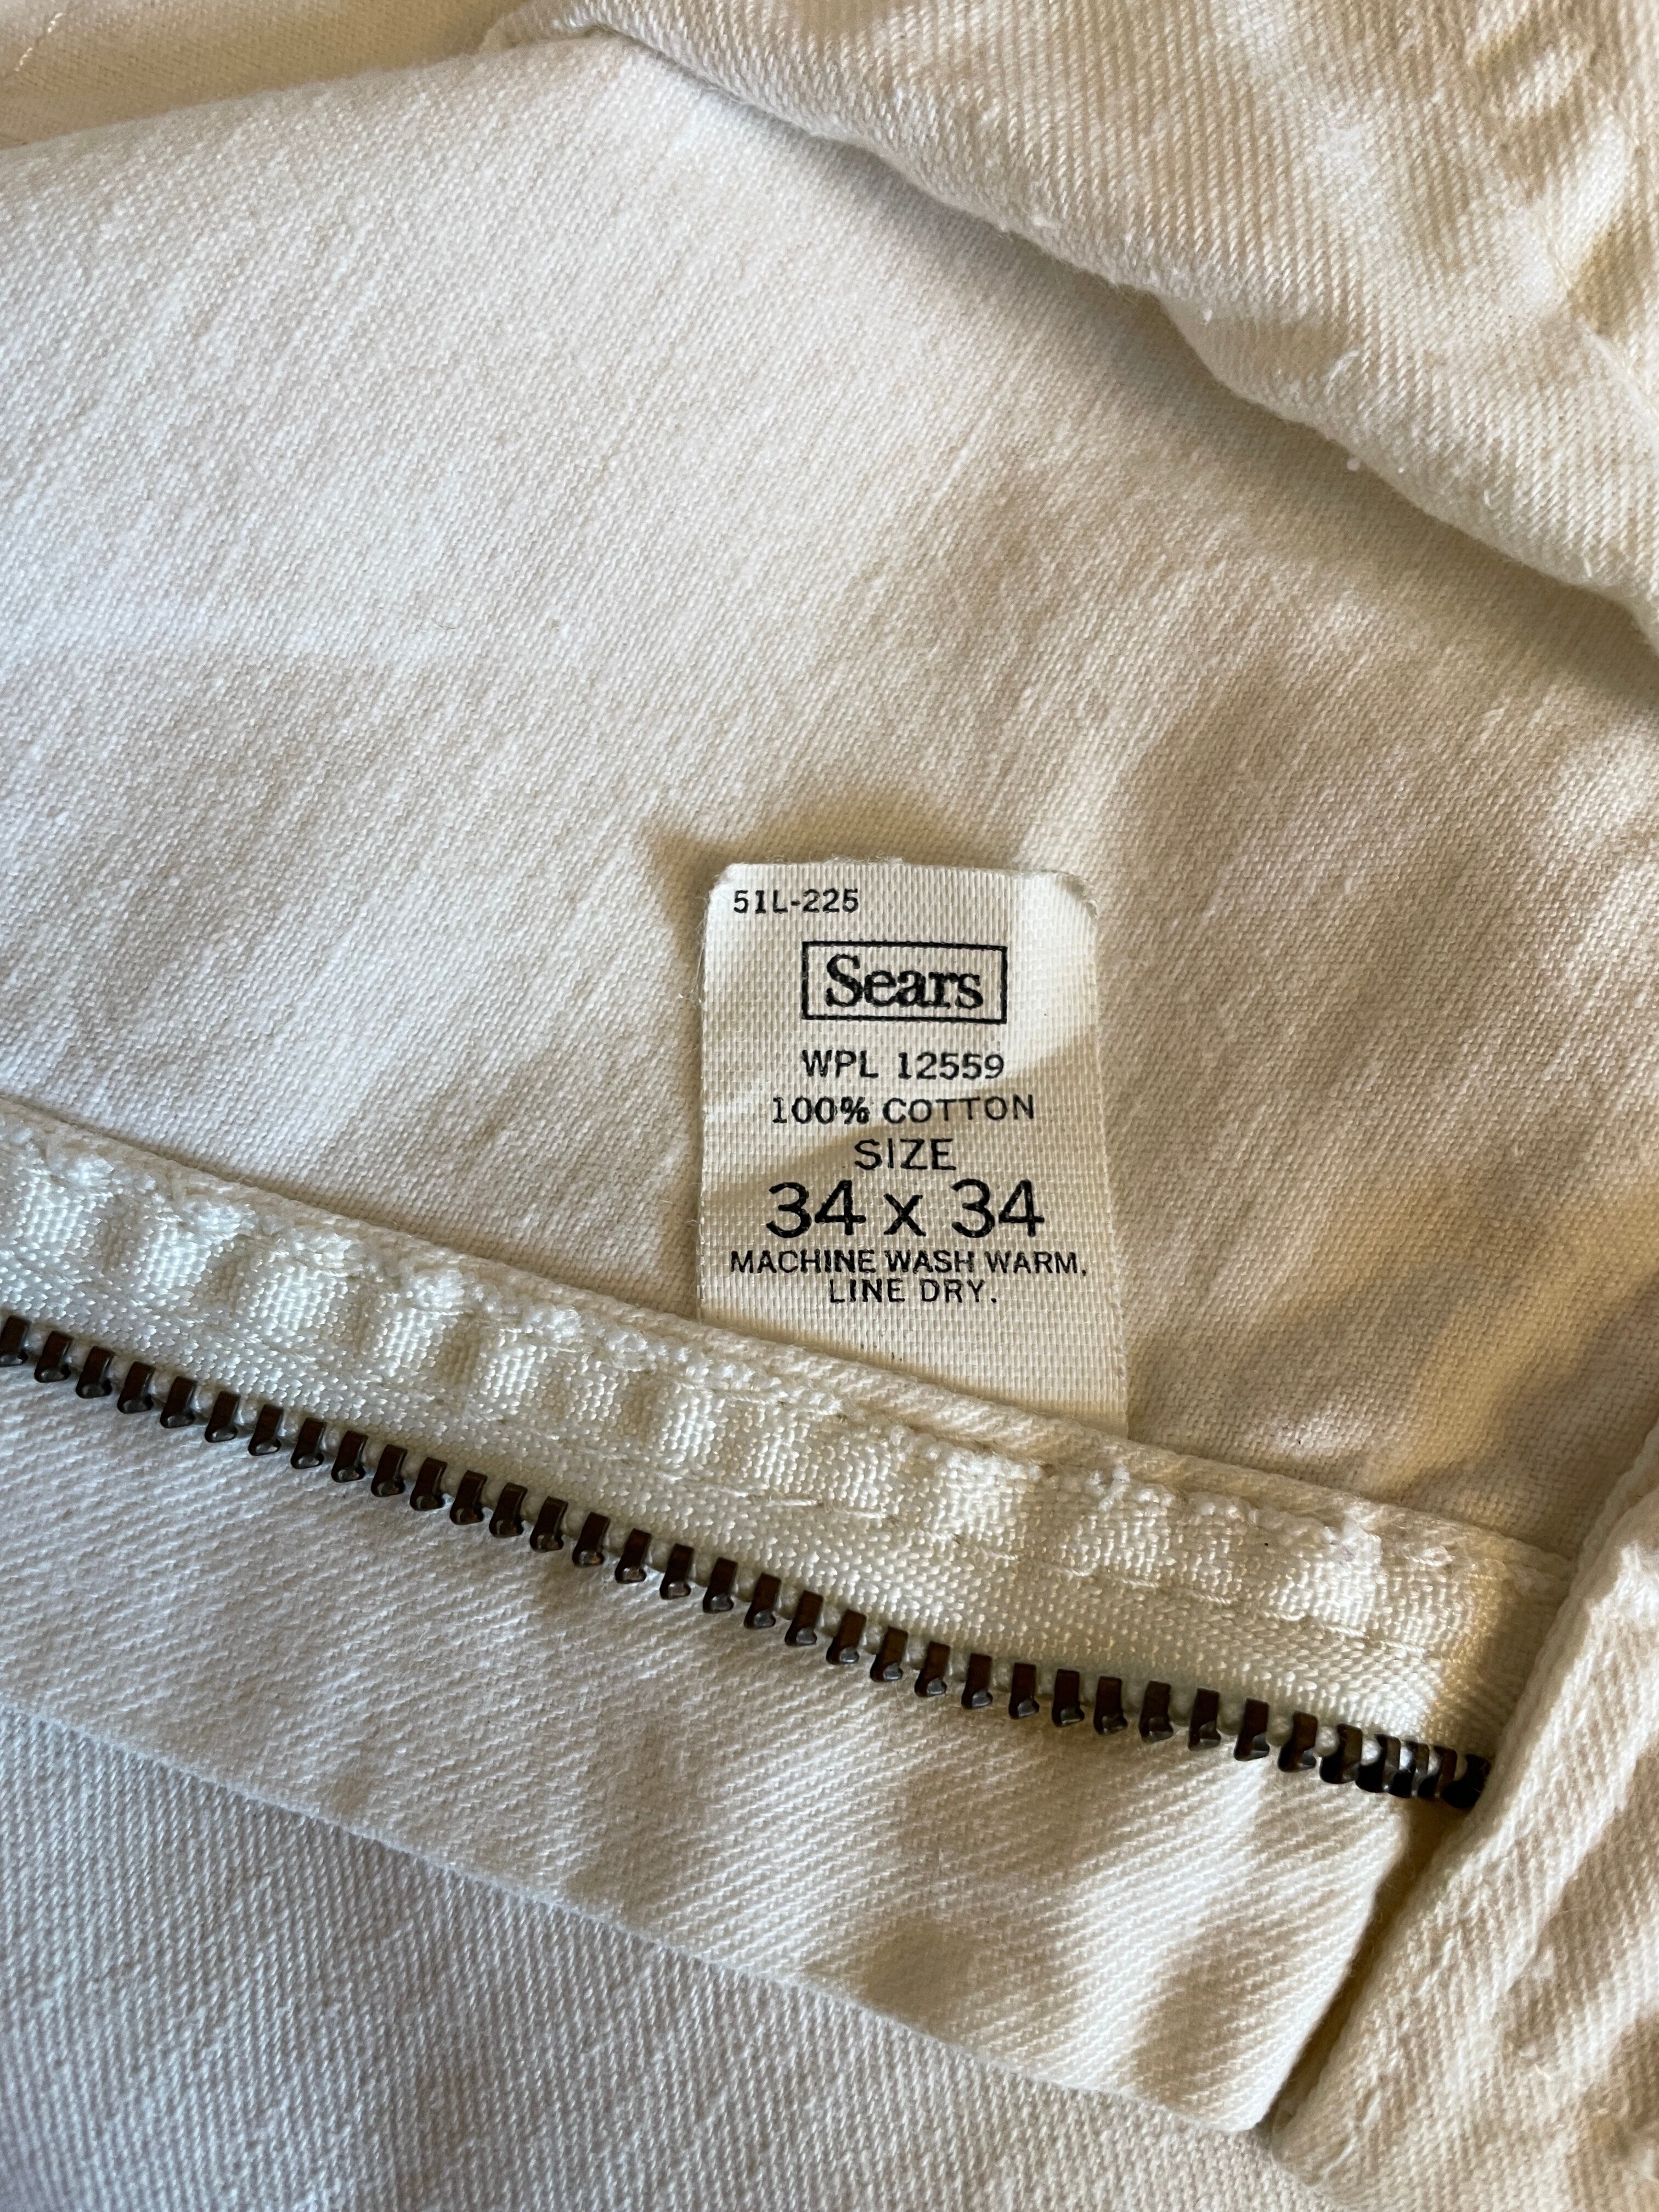 51L-225
Sears
WPL 12559
100% COTTON
SIZE
34 x 34
MACHINE WASH WARM.
LINE DRY.